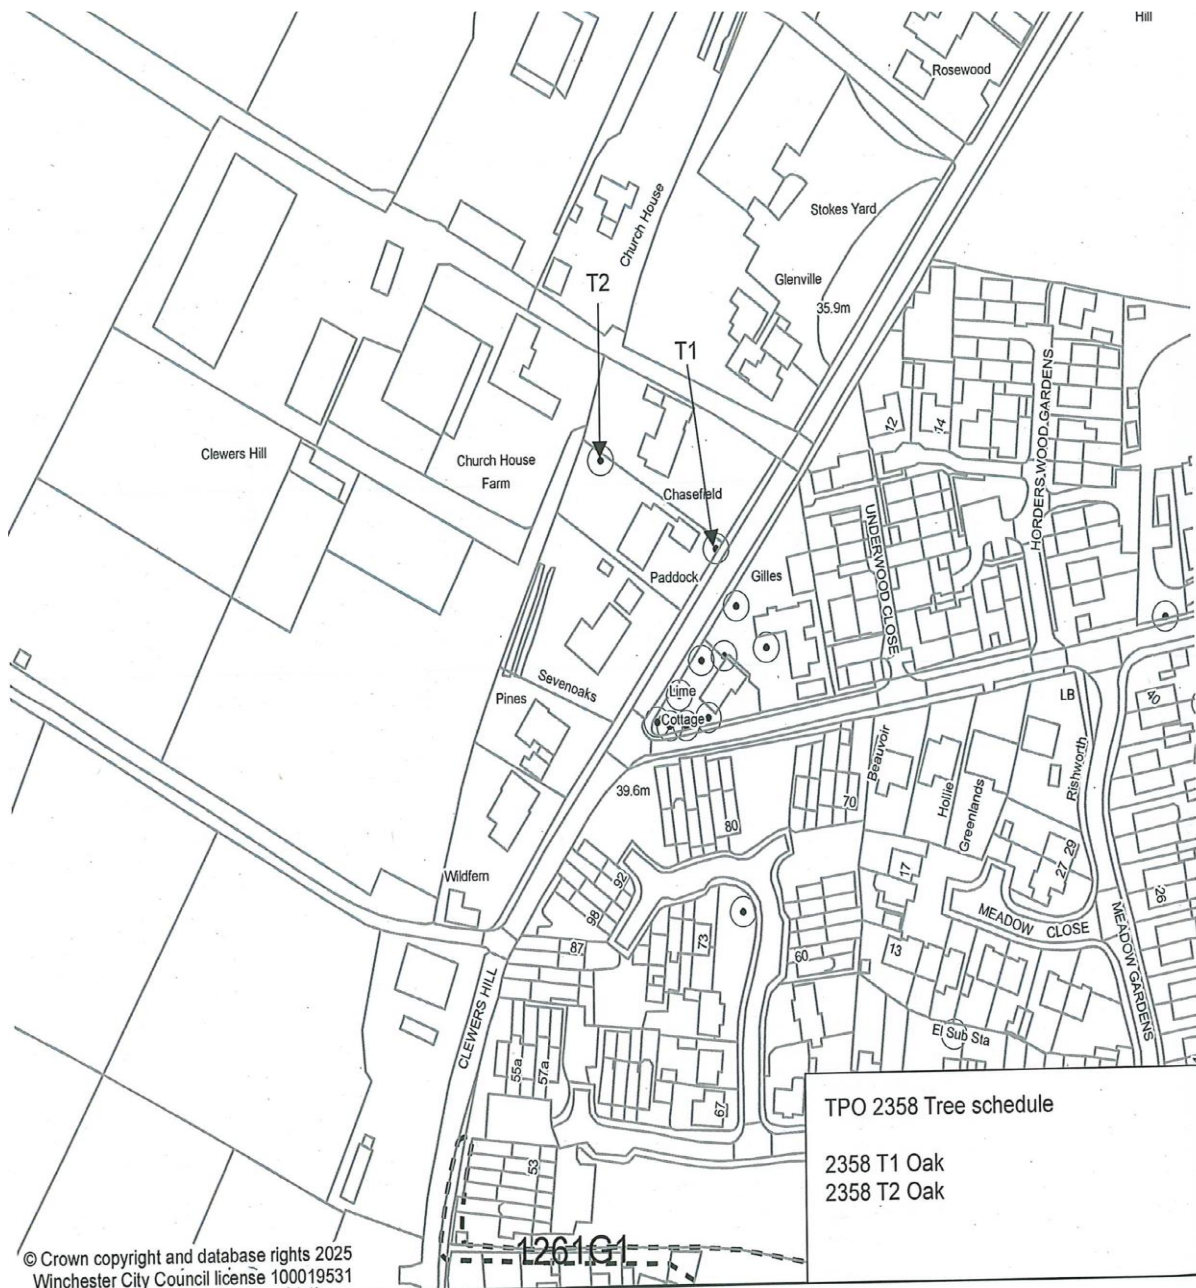 Hill
Rosewood
Church House
Stokes Yard
T2
Glenville
35.9m
T1
HORDERS WOOD GARDENS
12
14
Clewers Hill
Church House
Farm
Chasefield
UNDERWOOD CLOSE
Paddock
Gilles
Sevenoaks
Pines
Lime
Cottage
LB
40
Beauvoir
Hollie
Greenlands
Rishworth
39.6m
70
80
17
27
29
26
Wildfern
92
98
MEADOW CLOSE
MEADOW GARDENS
87
73
60
13
CLEWERS HILL
El Sub Sta
55a
57a
67
53
TPO 2358 Tree schedule
2358 T1 Oak
2358 T2 Oak
1261G1
© Crown copyright and database rights 2025
Winchester City Council license 100019531